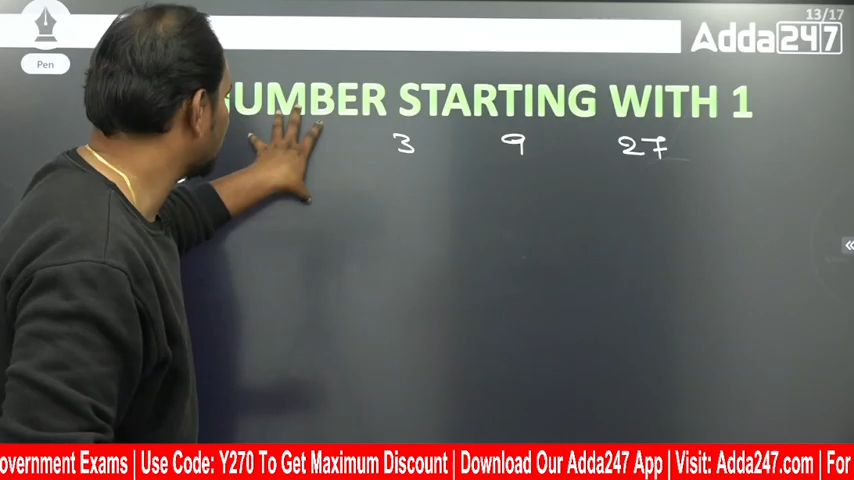 13/17
Adda247
Pen
NUMBER STARTING WITH 1
3 9 27
overnment Exams | Use Code: Y270 To Get Maximum Discount | Download Our Adda247 App | Visit: Adda247.com | For